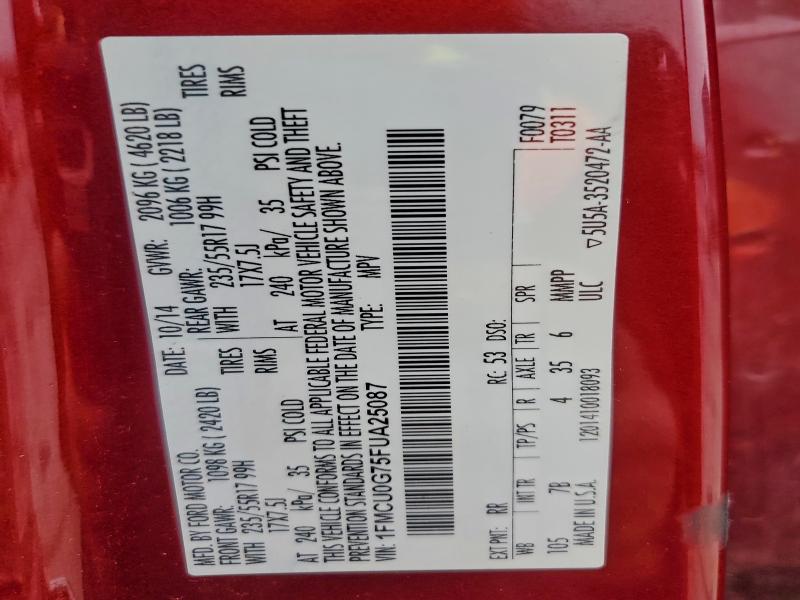 MFD. BY FORD MOTOR CO. DATE: 10/14 GVWR: 2096 KG ( 4620 LB)
FRONT GAWR: 1098 KG ( 2420 LB) REAR GAWR: 1006 KG ( 2218 LB)
WITH 235/55R17 99H TIRES WITH 235/55R17 99H TIRES
17X7.5J RIMS 17X7.5J RIMS
AT 240 kPa/ 35 PSI COLD AT 240 kPa/ 35 PSI COLD
THIS VEHICLE CONFORMS TO ALL APPLICABLE FEDERAL MOTOR VEHICLE SAFETY AND THEFT
PREVENTION STANDARDS IN EFFECT ON THE DATE OF MANUFACTURE SHOWN ABOVE.
VIN: 1FMCU0G75FUA25087 TYPE: MPV
EXT PNT: RR RC: 53 DSO: F0079
WB INT TR TP/PS R AXLE TR SPR T0311
105 7B 4 35 6 MMPP
MADE IN U.S.A. 1201410018093 ULC ▽5U5A-3520472-AA